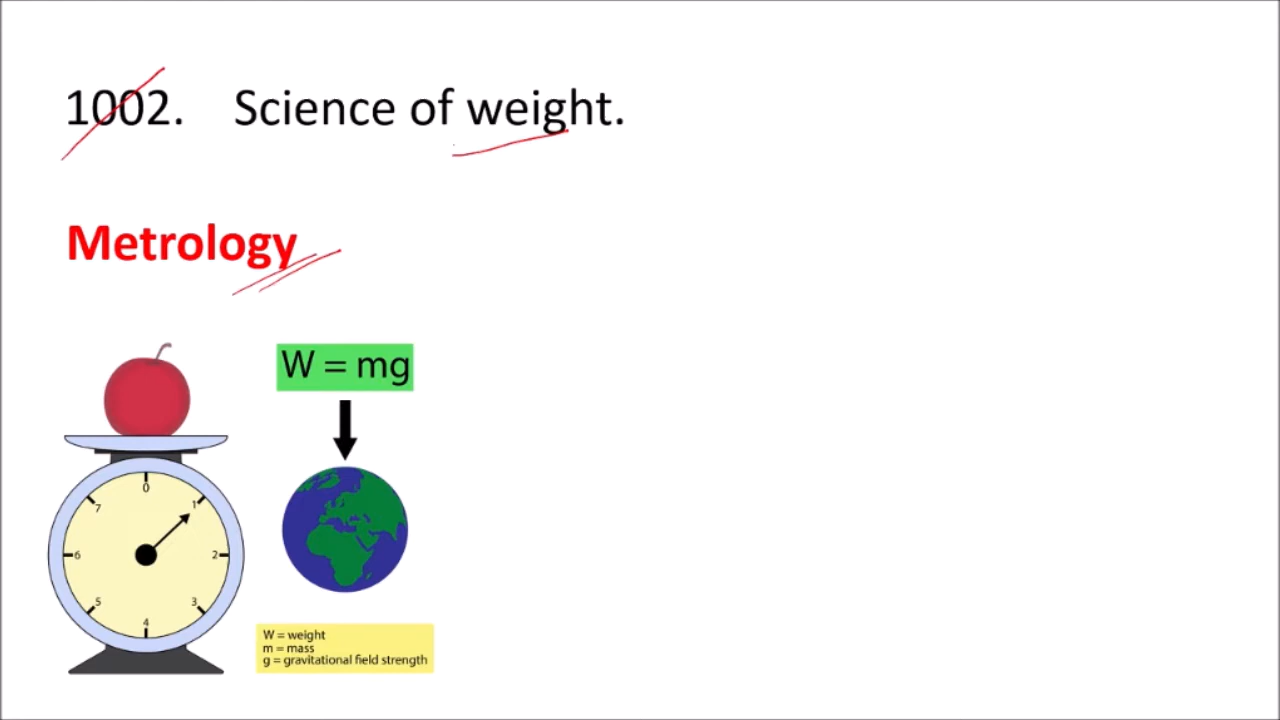 1002. Science of weight.
Metrology
W = mg
0
1
2
3
4
5
6
7
W = weight
m = mass
g = gravitational field strength